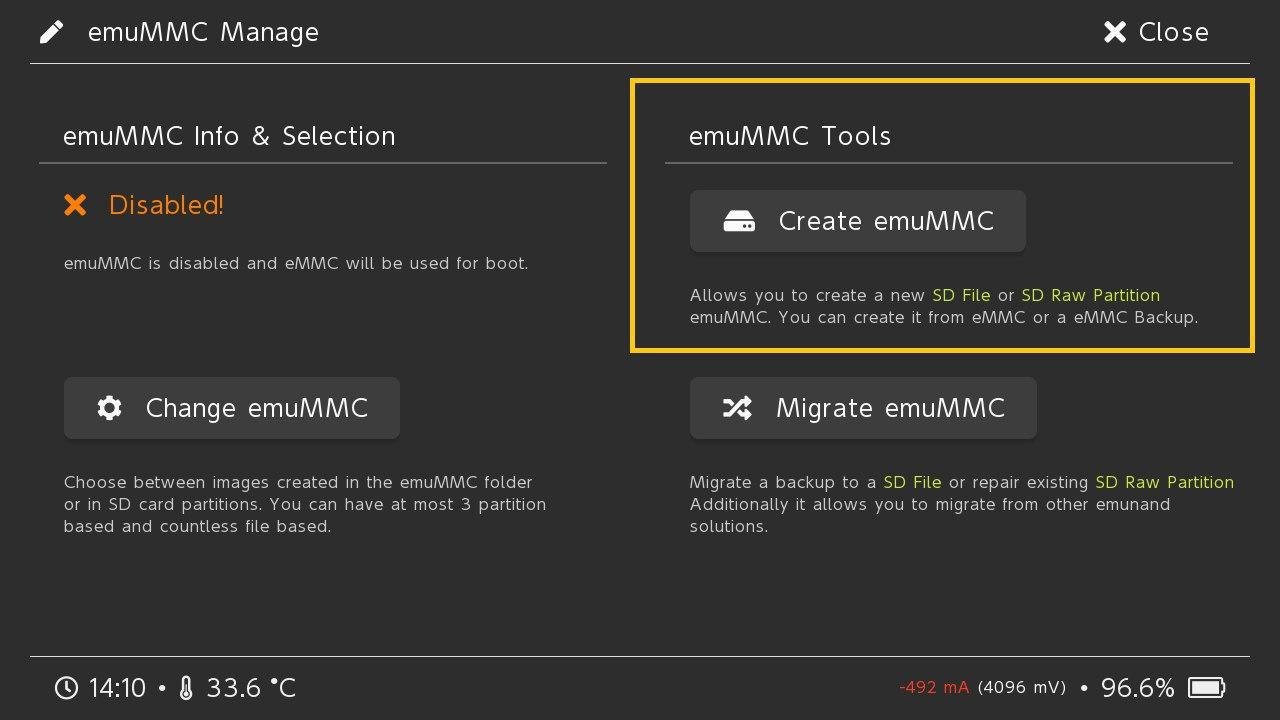 emuMMC Manage
Close
emuMMC Info & Selection
Disabled!
emuMMC is disabled and eMMC will be used for boot.
Change emuMMC
Choose between images created in the emuMMC folder
or in SD card partitions. You can have at most 3 partition
based and countless file based.
emuMMC Tools
Create emuMMC
Allows you to create a new SD File or SD Raw Partition
emuMMC. You can create it from eMMC or a eMMC Backup.
Migrate emuMMC
Migrate a backup to a SD File or repair existing SD Raw Partition
Additionally it allows you to migrate from other emunand
solutions.
14:10 • 33.6 °C
-492 mA (4096 mV) • 96.6%